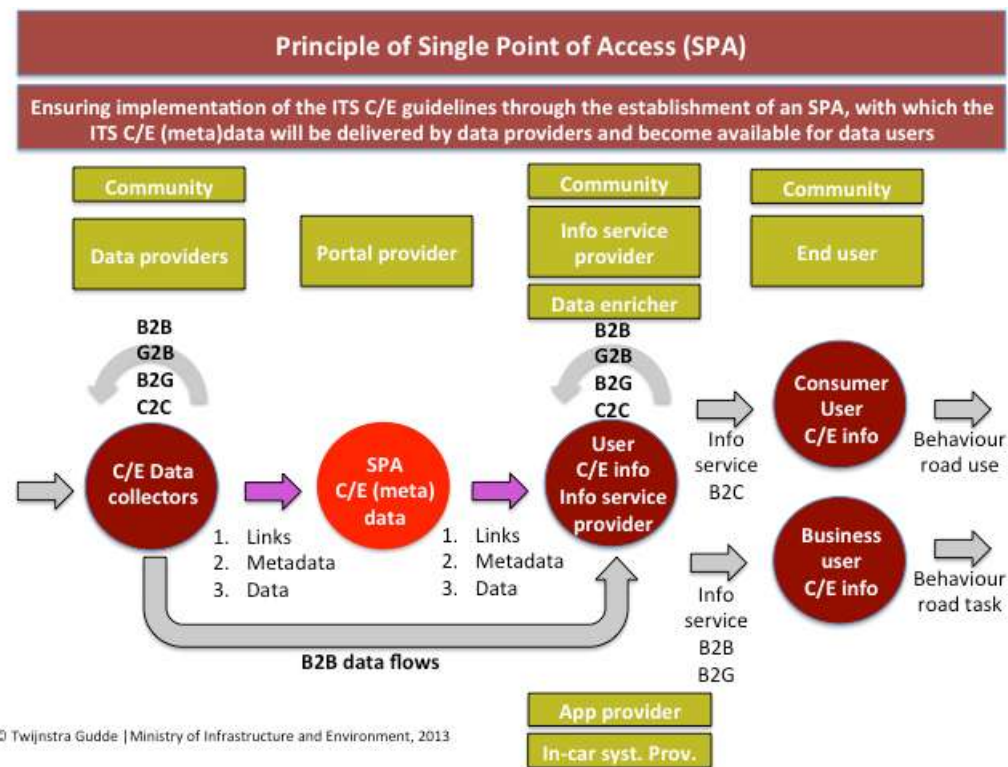 Principle of Single Point of Access (SPA)
Ensuring implementation of the ITS C/E guidelines through the establishment of an SPA, with which the
ITS C/E (meta)data will be delivered by data providers and become available for data users
Community
Data providers
Portal provider
Community
Info service
provider
Data enricher
Community
End user
B2B
G2B
B2G
C2C
B2B
G2B
B2G
C2C
C/E Data
collectors
1. Links
2. Metadata
3. Data
SPA
C/E (meta)
data
1. Links
2. Metadata
3. Data
User
C/E info
Info service
provider
B2B data flows
Info
service
B2C
Consumer
User
C/E info
Behaviour
road use
Info
service
B2B
B2G
Business
user
C/E info
Behaviour
road task
App provider
In-car syst. Prov.
© Twijnstra Gudde | Ministry of Infrastructure and Environment, 2013